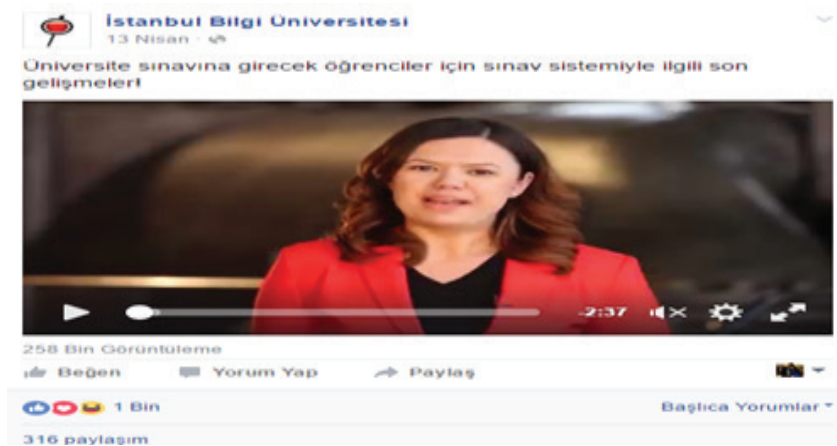 İstanbul Bilgi Üniversitesi
13 Nisan ·
Üniversite sınavına girecek öğrenciler için sınav sistemiyle ilgili son
gelişmeler!
-2:37
258 Bin Görüntüleme
Beğen Yorum Yap Paylaş
1 Bin Başlıca Yorumlar
316 paylaşım